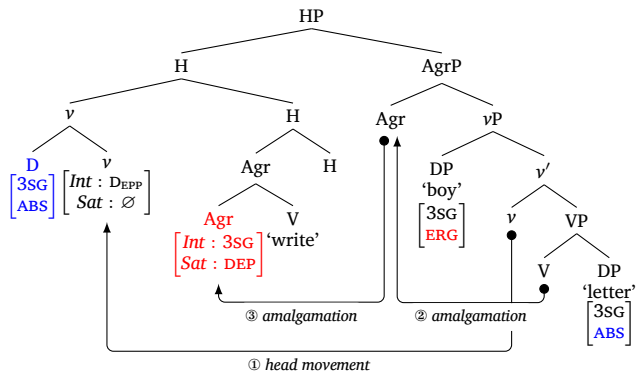 HP
H AgrP
v H Agr vP
D v Agr H DP v′
[3SG ABS] [Int : D_EPP Sat : ∅] Agr V ‘boy’ v VP
[Int : 3SG Sat : DEP] ‘write’ [3SG ERG] V DP
‘letter’
[3SG ABS]
③ amalgamation ② amalgamation
① head movement